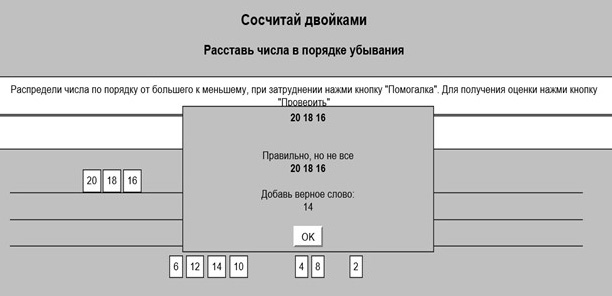 Сосчитай двойками
Расставь числа в порядке убывания
Распредели числа по порядку от большего к меньшему, при затруднении нажми кнопку "Помогалка". Для получения оценки нажми кнопку
"Проверить"
20 18 16
Правильно, но не все
20 18 16
Добавь верное слово:
14
20 18 16
OK
6 12 14 10 4 8 2